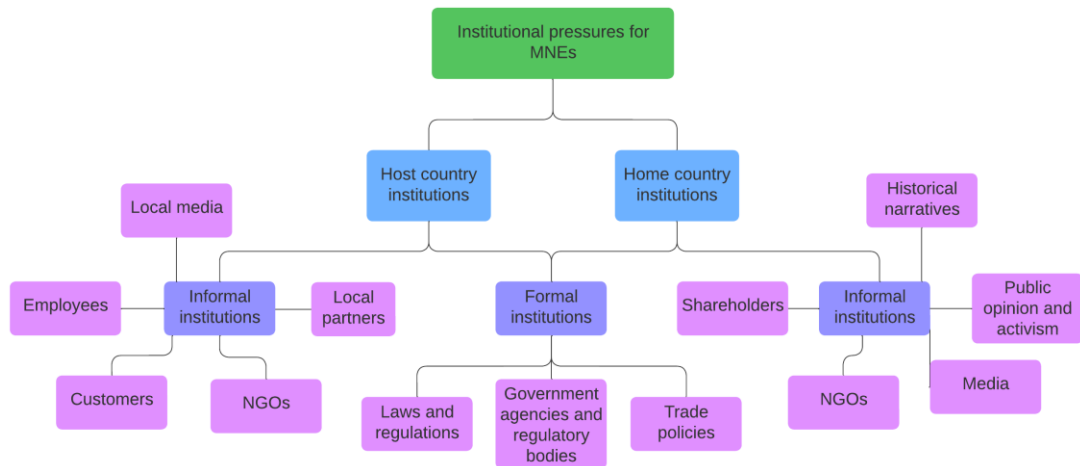 Institutional pressures for
MNEs
Host country
institutions
Home country
institutions
Local media
Historical
narratives
Employees
Informal
institutions
Local
partners
Formal
institutions
Shareholders
Informal
institutions
Public
opinion and
activism
Customers
NGOs
Laws and
regulations
Government
agencies and
regulatory
bodies
Trade
policies
NGOs
Media